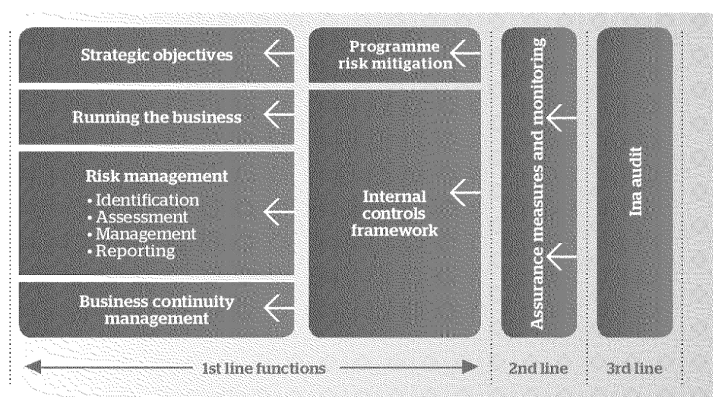 Strategic objectives
Running the business
Risk management
• Identification
• Assessment
• Management
• Reporting
Business continuity
management
Programme
risk mitigation
Internal
controls
framework
Assurance measures and monitoring
Ina audit
1st line functions
2nd line
3rd line